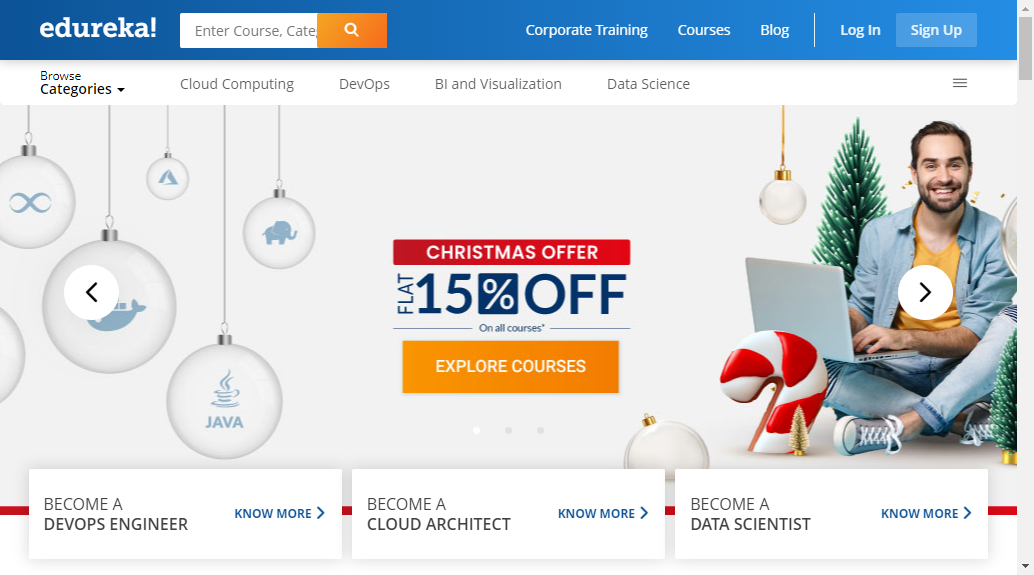 edureka!
Enter Course, Cate
Corporate Training
Courses
Blog
Log In
Sign Up
Browse
Categories
Cloud Computing
DevOps
BI and Visualization
Data Science
CHRISTMAS OFFER
FLAT 15% OFF
On all courses*
EXPLORE COURSES
JAVA
BECOME A
DEVOPS ENGINEER
KNOW MORE
BECOME A
CLOUD ARCHITECT
KNOW MORE
BECOME A
DATA SCIENTIST
KNOW MORE